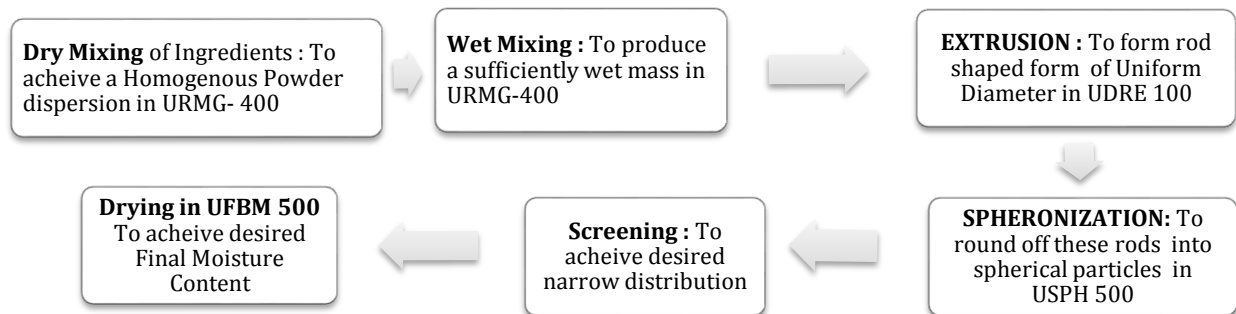 Dry Mixing of Ingredients : To
acheive a Homogenous Powder
dispersion in URMG- 400
Wet Mixing : To produce
a sufficiently wet mass in
URMG-400
EXTRUSION : To form rod
shaped form of Uniform
Diameter in UDRE 100
SPHERONIZATION: To
round off these rods into
spherical particles in
USPH 500
Screening : To
acheive desired
narrow distribution
Drying in UFBM 500
To acheive desired
Final Moisture
Content